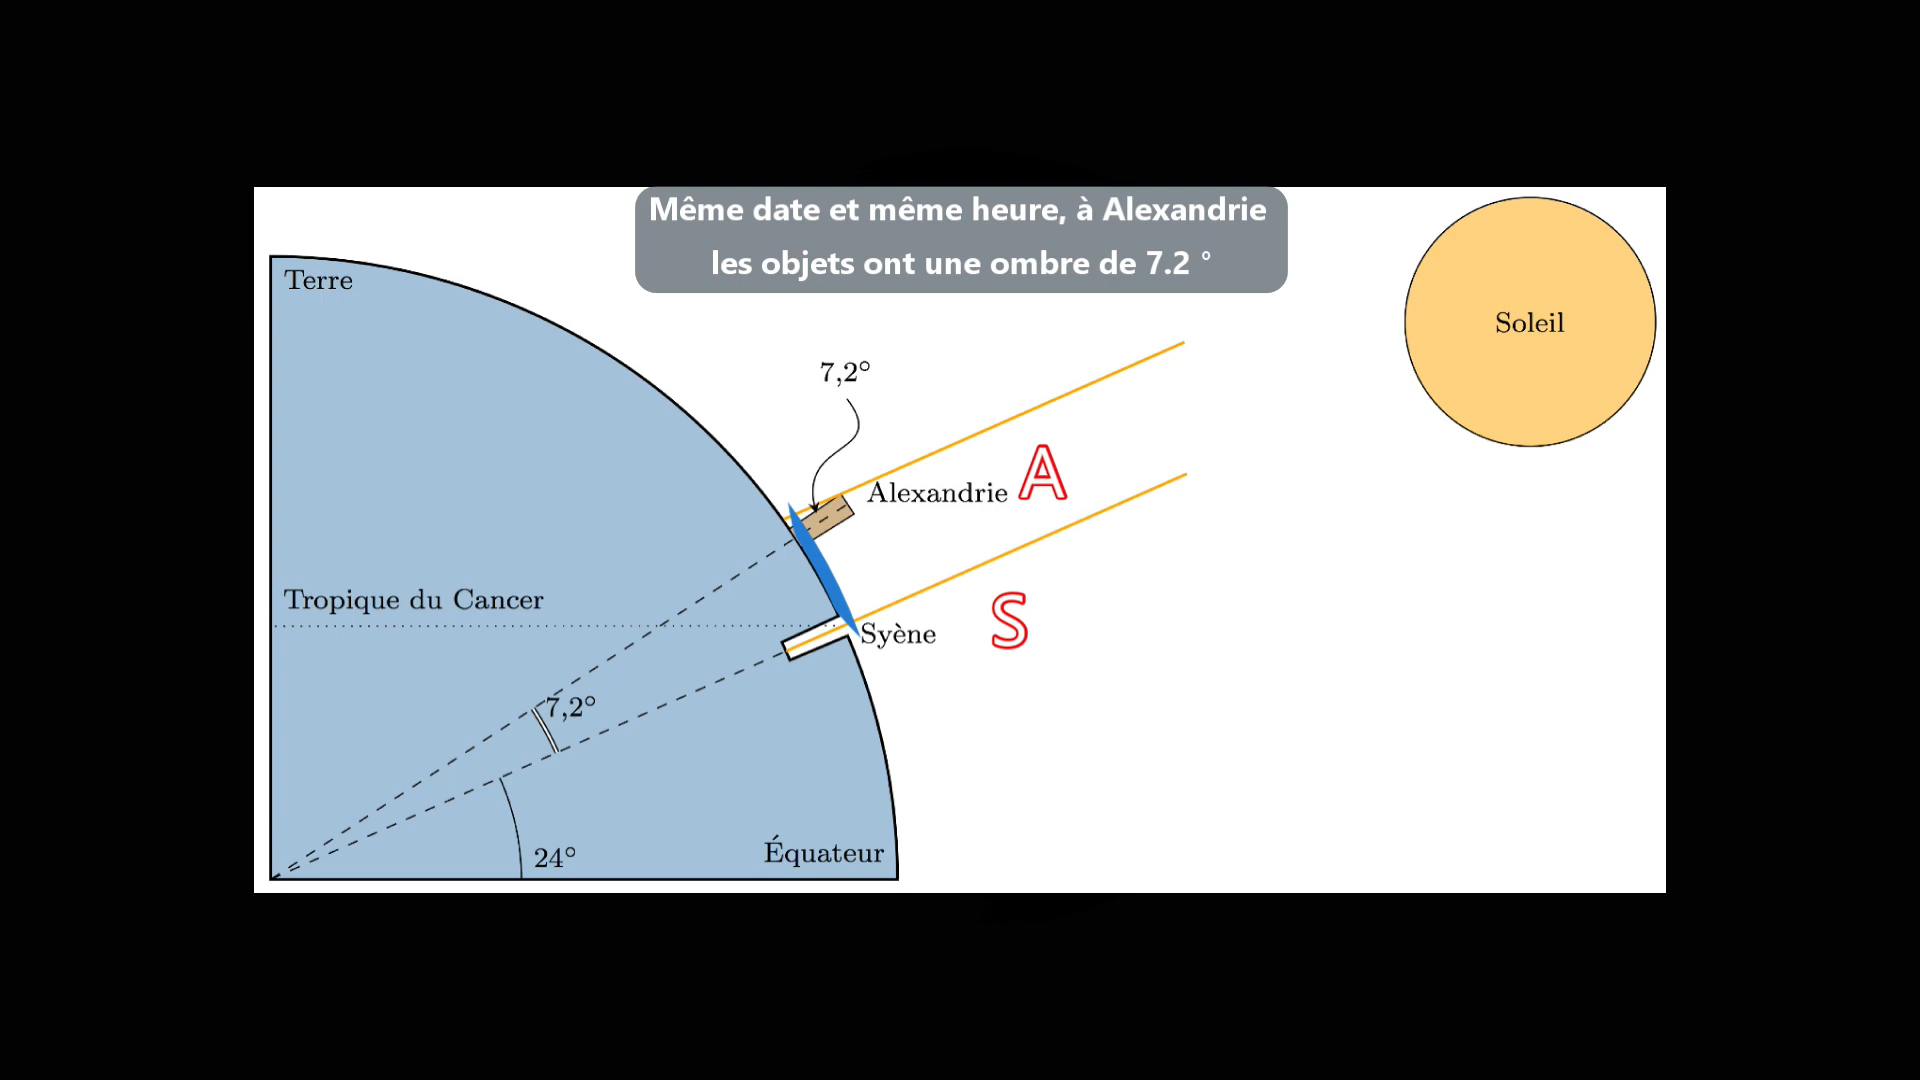 Même date et même heure, à Alexandrie
les objets ont une ombre de 7.2 °
Terre
Soleil
7,2°
Alexandrie A
Tropique du Cancer
Syène S
7,2°
24°
Équateur